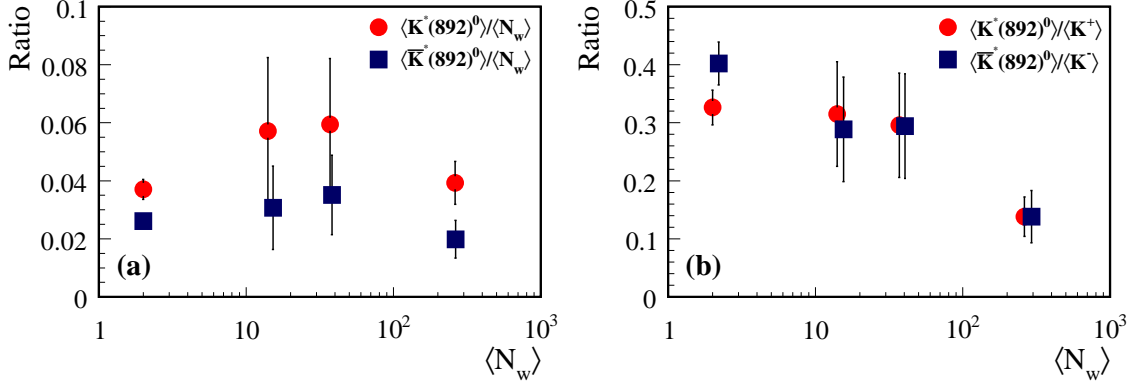 Ratio
0.1
0.08
0.06
0.04
0.02
0
⟨K*(892)⁰⟩/⟨N_w⟩
⟨K̅*(892)⁰⟩/⟨N_w⟩
(a)
1 10 10² 10³
⟨N_w⟩
Ratio
0.5
0.4
0.3
0.2
0.1
0
⟨K*(892)⁰⟩/⟨K⁺⟩
⟨K̅*(892)⁰⟩/⟨K⁻⟩
(b)
1 10 10² 10³
⟨N_w⟩